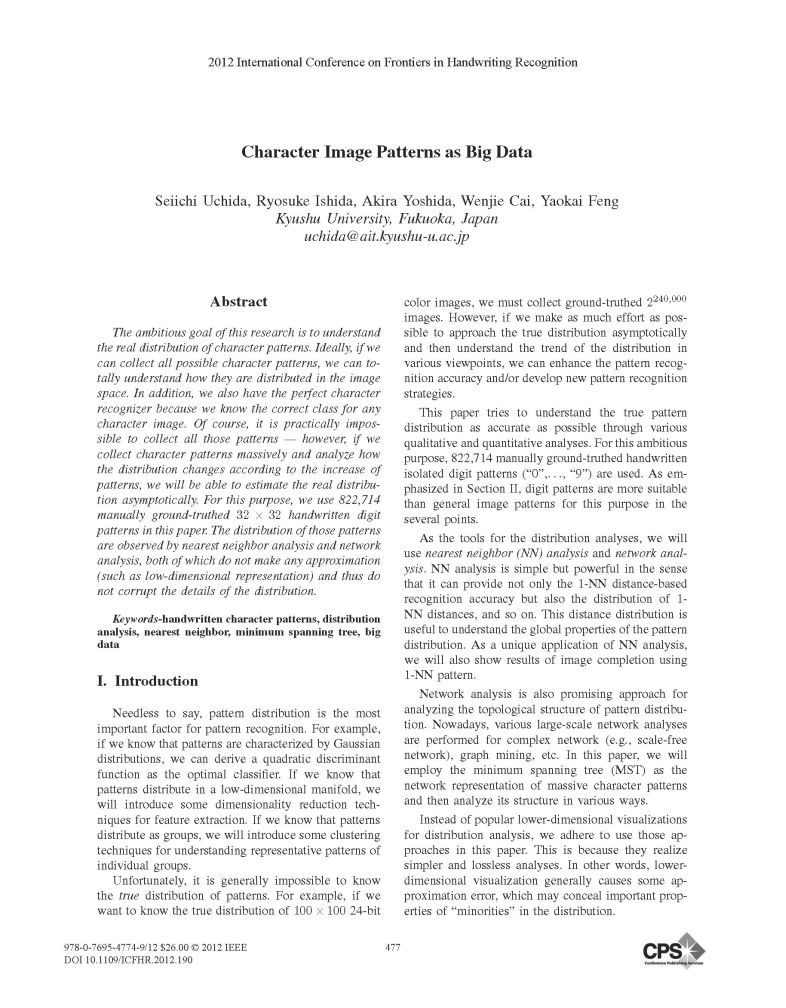 2012 International Conference on Frontiers in Handwriting Recognition
Character Image Patterns as Big Data
Seiichi Uchida, Ryosuke Ishida, Akira Yoshida, Wenjie Cai, Yaokai Feng
Kyushu University, Fukuoka, Japan
uchida@ait.kyushu-u.ac.jp
Abstract
The ambitious goal of this research is to understand
the real distribution of character patterns. Ideally, if we
can collect all possible character patterns, we can to-
tally understand how they are distributed in the image
space. In addition, we also have the perfect character
recognizer because we know the correct class for any
character image. Of course, it is practically impos-
sible to collect all those patterns — however, if we
collect character patterns massively and analyze how
the distribution changes according to the increase of
patterns, we will be able to estimate the real distribu-
tion asymptotically. For this purpose, we use 822,714
manually ground-truthed 32 × 32 handwritten digit
patterns in this paper. The distribution of those patterns
are observed by nearest neighbor analysis and network
analysis, both of which do not make any approximation
(such as low-dimensional representation) and thus do
not corrupt the details of the distribution.
Keywords-handwritten character patterns, distribution
analysis, nearest neighbor, minimum spanning tree, big
data
I. Introduction
Needless to say, pattern distribution is the most
important factor for pattern recognition. For example,
if we know that patterns are characterized by Gaussian
distributions, we can derive a quadratic discriminant
function as the optimal classifier. If we know that
patterns distribute in a low-dimensional manifold, we
will introduce some dimensionality reduction tech-
niques for feature extraction. If we know that patterns
distribute as groups, we will introduce some clustering
techniques for understanding representative patterns of
individual groups.
Unfortunately, it is generally impossible to know
the true distribution of patterns. For example, if we
want to know the true distribution of 100 × 100 24-bit
color images, we must collect ground-truthed 2^240,000
images. However, if we make as much effort as pos-
sible to approach the true distribution asymptotically
and then understand the trend of the distribution in
various viewpoints, we can enhance the pattern recog-
nition accuracy and/or develop new pattern recognition
strategies.
This paper tries to understand the true pattern
distribution as accurate as possible through various
qualitative and quantitative analyses. For this ambitious
purpose, 822,714 manually ground-truthed handwritten
isolated digit patterns (“0”,. . ., “9”) are used. As em-
phasized in Section II, digit patterns are more suitable
than general image patterns for this purpose in the
several points.
As the tools for the distribution analyses, we will
use nearest neighbor (NN) analysis and network anal-
ysis. NN analysis is simple but powerful in the sense
that it can provide not only the 1-NN distance-based
recognition accuracy but also the distribution of 1-
NN distances, and so on. This distance distribution is
useful to understand the global properties of the pattern
distribution. As a unique application of NN analysis,
we will also show results of image completion using
1-NN pattern.
Network analysis is also promising approach for
analyzing the topological structure of pattern distribu-
tion. Nowadays, various large-scale network analyses
are performed for complex network (e.g., scale-free
network), graph mining, etc. In this paper, we will
employ the minimum spanning tree (MST) as the
network representation of massive character patterns
and then analyze its structure in various ways.
Instead of popular lower-dimensional visualizations
for distribution analysis, we adhere to use those ap-
proaches in this paper. This is because they realize
simpler and lossless analyses. In other words, lower-
dimensional visualization generally causes some ap-
proximation error, which may conceal important prop-
erties of “minorities” in the distribution.
978-0-7695-4774-9/12 $26.00 © 2012 IEEE
DOI 10.1109/ICFHR.2012.190
477
CPS
Conference Publishing Services